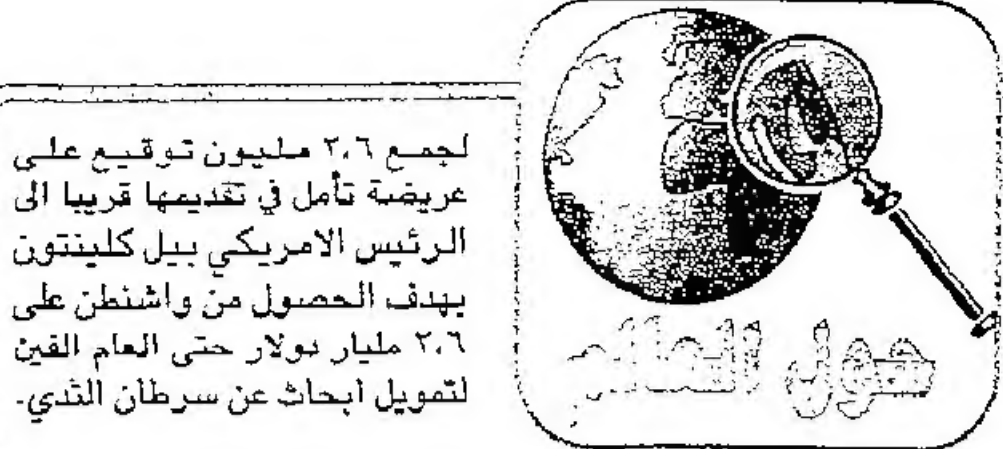 لجمع ٢،٦ مليون توقيع على
عريضة تأمل في تقديمها قريبا الى
الرئيس الامريكي بيل كلينتون
بهدف الحصول من واشنطن على
٢،٦ مليار دولار حتى العام الفين
لتمويل ابحاث عن سرطان الثدي.
حول العالم